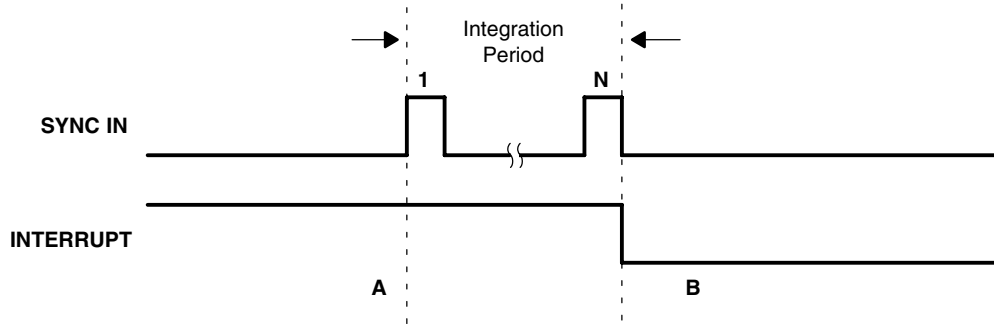 Integration
Period
1
N
SYNC IN
INTERRUPT
A
B